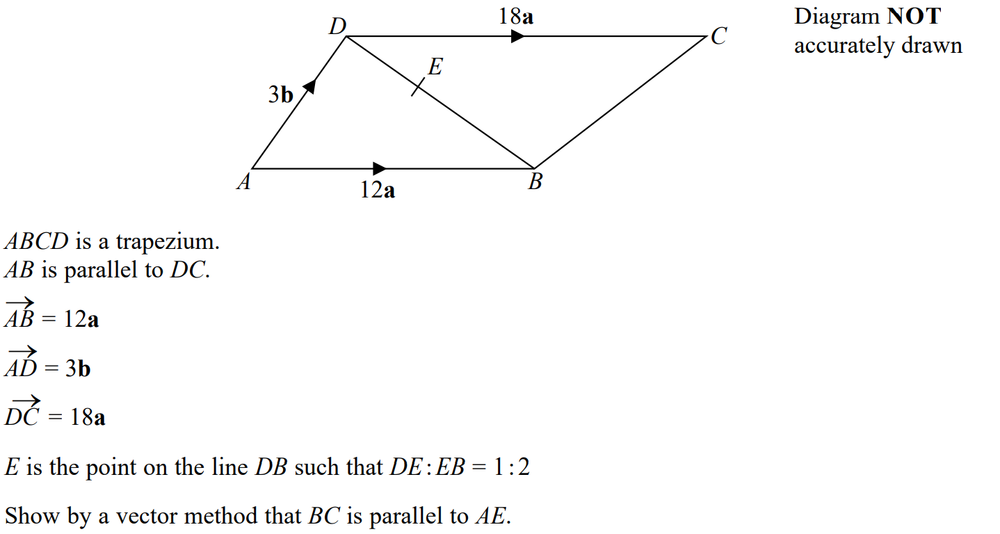 18a
Diagram NOT
D
C
accurately drawn
E
3b
A
B
12a
ABCD is a trapezium.
AB is parallel to DC.
AB = 12a
AD = 3b
DC = 18a
E is the point on the line DB such that DE : EB = 1 : 2
Show by a vector method that BC is parallel to AE.